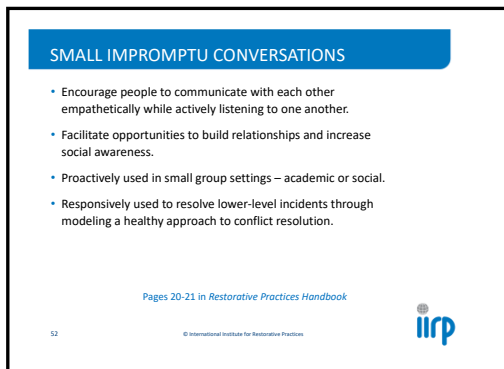 SMALL IMPROMPTU CONVERSATIONS
• Encourage people to communicate with each other
empathetically while actively listening to one another.
• Facilitate opportunities to build relationships and increase
social awareness.
• Proactively used in small group settings – academic or social.
• Responsively used to resolve lower-level incidents through
modeling a healthy approach to conflict resolution.
Pages 20-21 in Restorative Practices Handbook
52
© International Institute for Restorative Practices
iirp